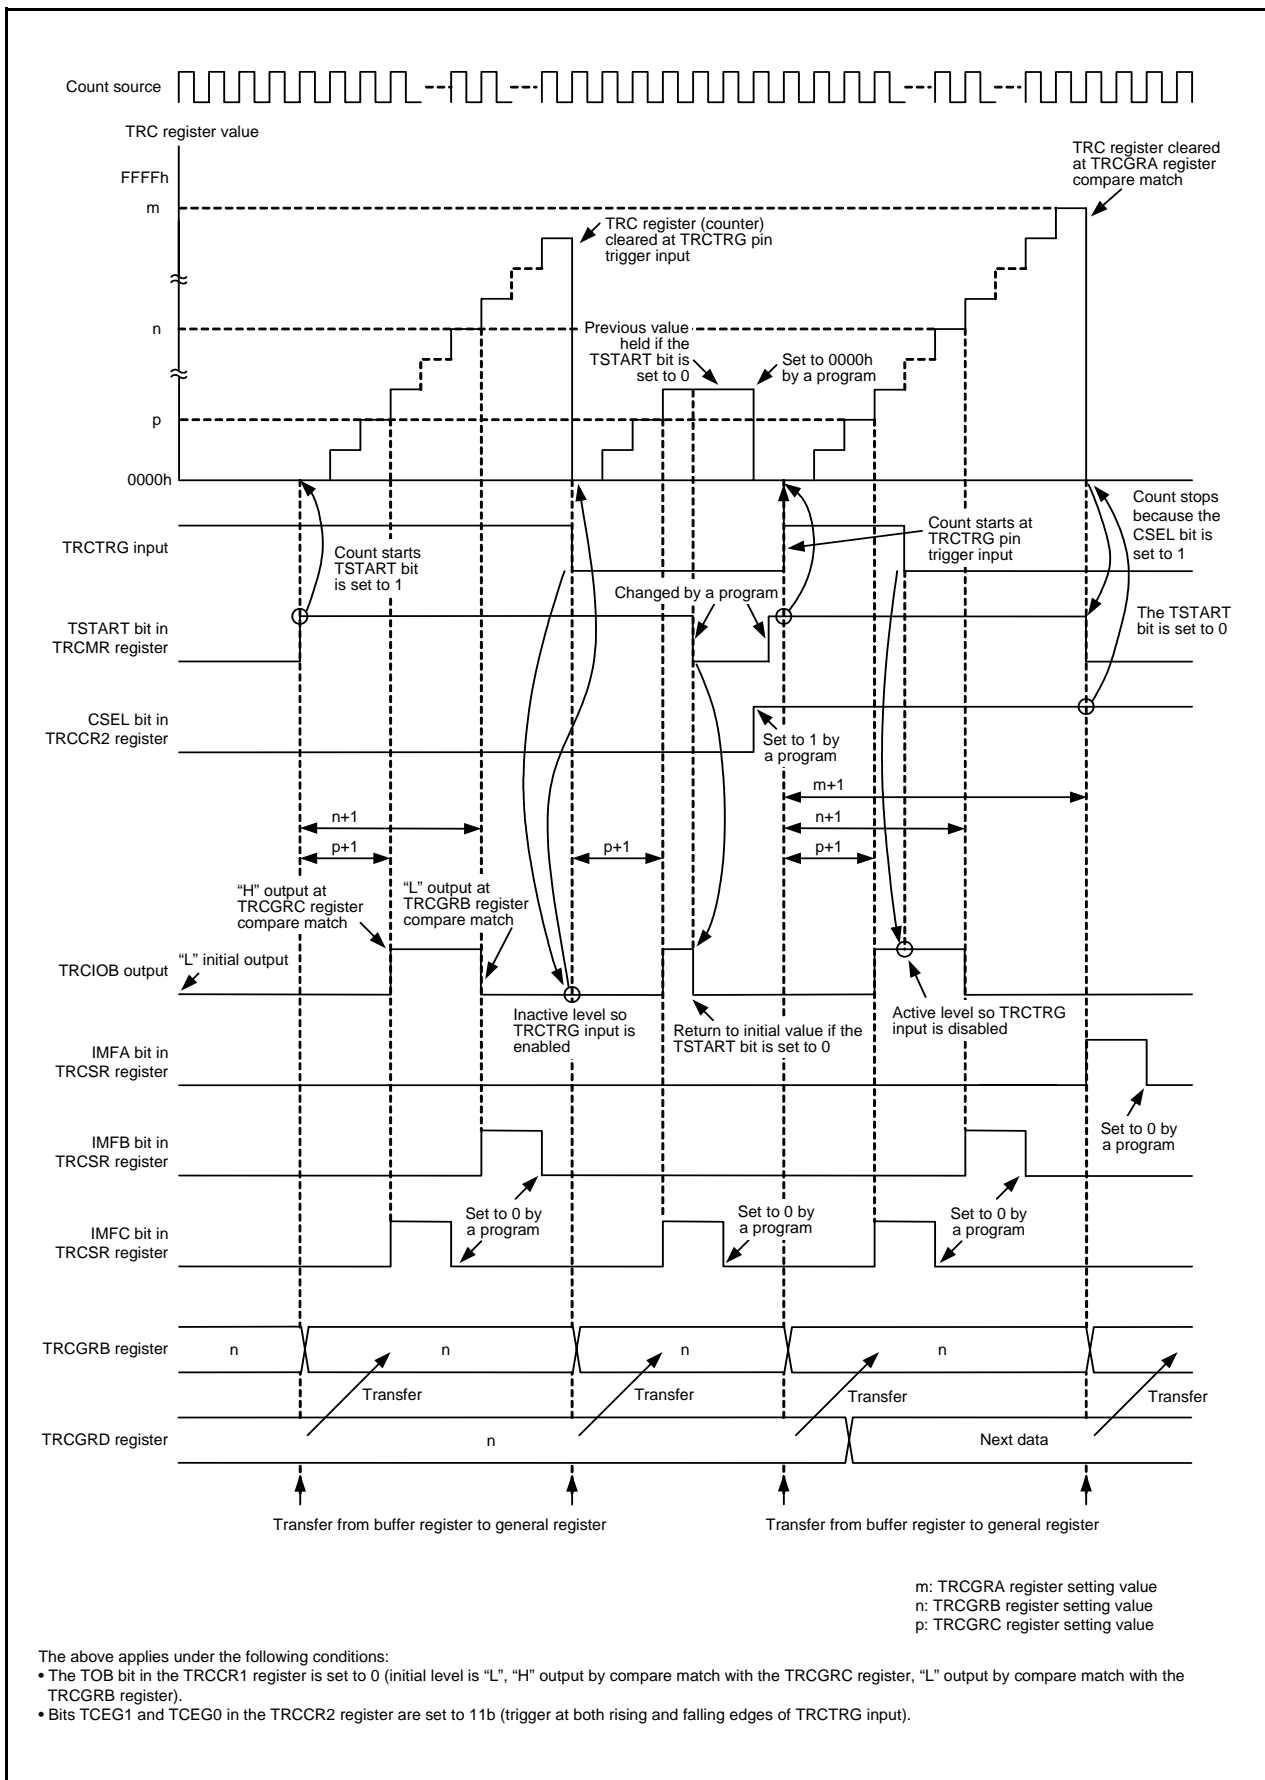 Count source
TRC register value
FFFFh
m
TRC register cleared
at TRCGRA register
compare match
TRC register (counter)
cleared at TRCTRG pin
trigger input
n
Previous value
held if the
TSTART bit is
set to 0
Set to 0000h
by a program
p
0000h
TRCTRG input
Count starts
TSTART bit
is set to 1
Count starts at
TRCTRG pin
trigger input
Count stops
because the
CSEL bit is
set to 1
Changed by a program
TSTART bit in
TRCMR register
The TSTART
bit is set to 0
CSEL bit in
TRCCR2 register
Set to 1 by
a program
m+1
n+1
n+1
p+1
p+1
p+1
“H” output at
TRCGRC register
compare match
“L” output at
TRCGRB register
compare match
“L” initial output
TRCIOB output
Inactive level so
TRCTRG input is
enabled
Return to initial value if the
TSTART bit is set to 0
Active level so TRCTRG
input is disabled
IMFA bit in
TRCSR register
Set to 0 by
a program
IMFB bit in
TRCSR register
Set to 0 by
a program
Set to 0 by
a program
Set to 0 by
a program
IMFC bit in
TRCSR register
TRCGRB register
n
n
n
n
Transfer
Transfer
Transfer
Transfer
TRCGRD register
n
Next data
Transfer from buffer register to general register
Transfer from buffer register to general register
m: TRCGRA register setting value
n: TRCGRB register setting value
p: TRCGRC register setting value
The above applies under the following conditions:
• The TOB bit in the TRCCR1 register is set to 0 (initial level is “L”, “H” output by compare match with the TRCGRC register, “L” output by compare match with the
TRCGRB register).
• Bits TCEG1 and TCEG0 in the TRCCR2 register are set to 11b (trigger at both rising and falling edges of TRCTRG input).